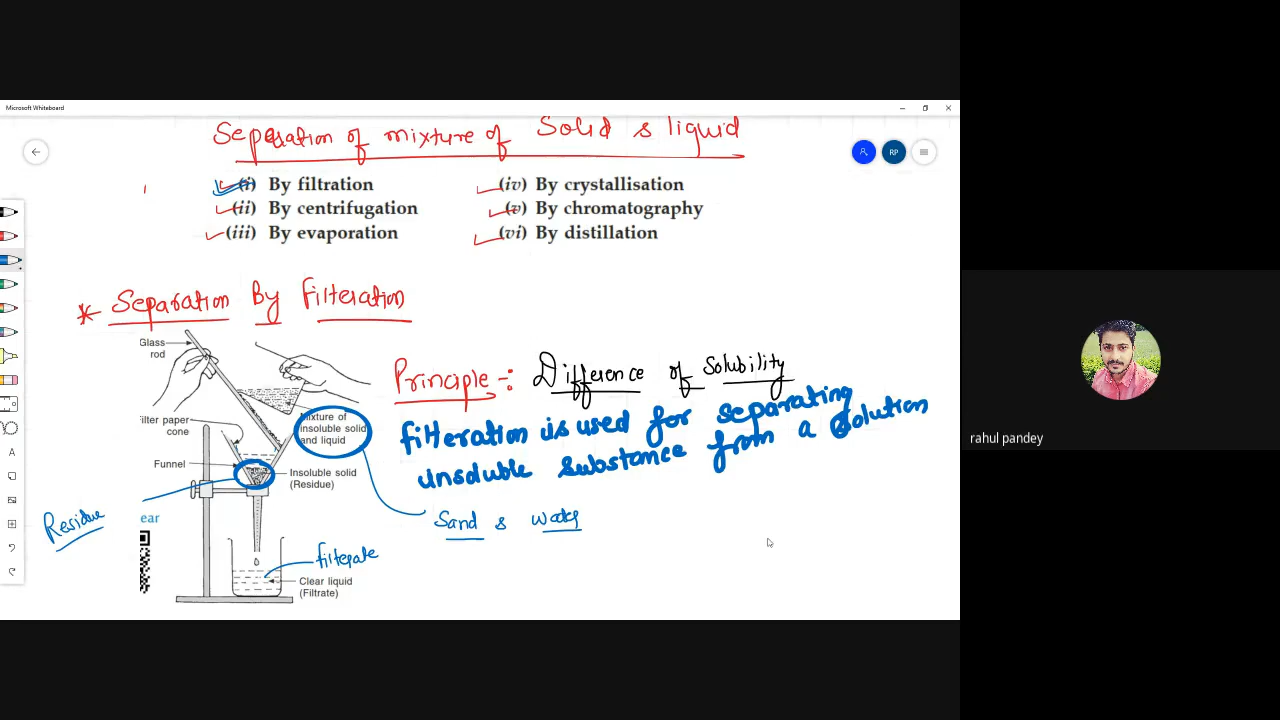 Microsoft Whiteboard
Separation of mixture of Solid & liquid
RP
(i) By filtration
(iv) By crystallisation
(ii) By centrifugation
(v) By chromatography
(iii) By evaporation
(vi) By distillation
* Separation By Filteration
Glass
rod
Principle -: Difference of Solubility
Mixture of
insoluble solid
and liquid
filter paper
cone
filteration is used for separating
insoluble substance from a solution
Funnel
Insoluble solid
(Residue)
rahul pandey
Residue
ear
Sand & water
filterate
Clear liquid
(Filtrate)
A